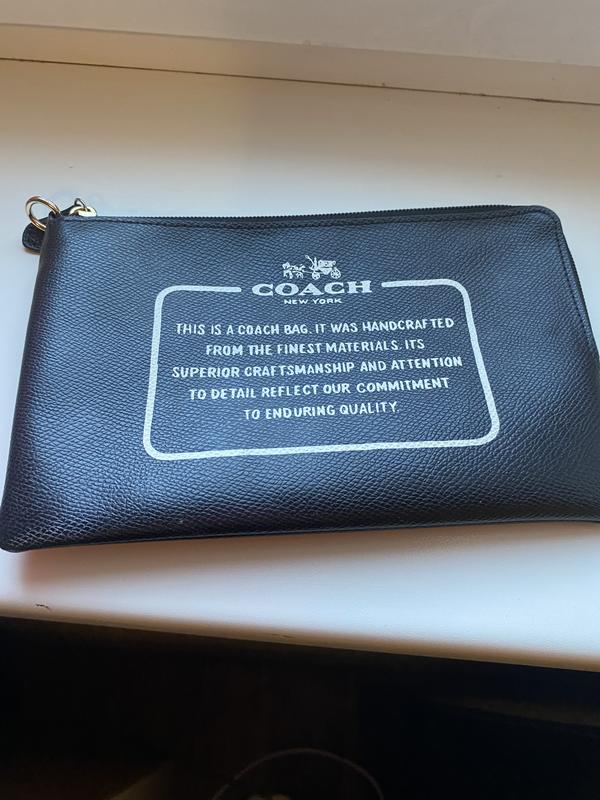 COACH
NEW YORK
THIS IS A COACH BAG. IT WAS HANDCRAFTED
FROM THE FINEST MATERIALS. ITS
SUPERIOR CRAFTSMANSHIP AND ATTENTION
TO DETAIL REFLECT OUR COMMITMENT
TO ENDURING QUALITY.